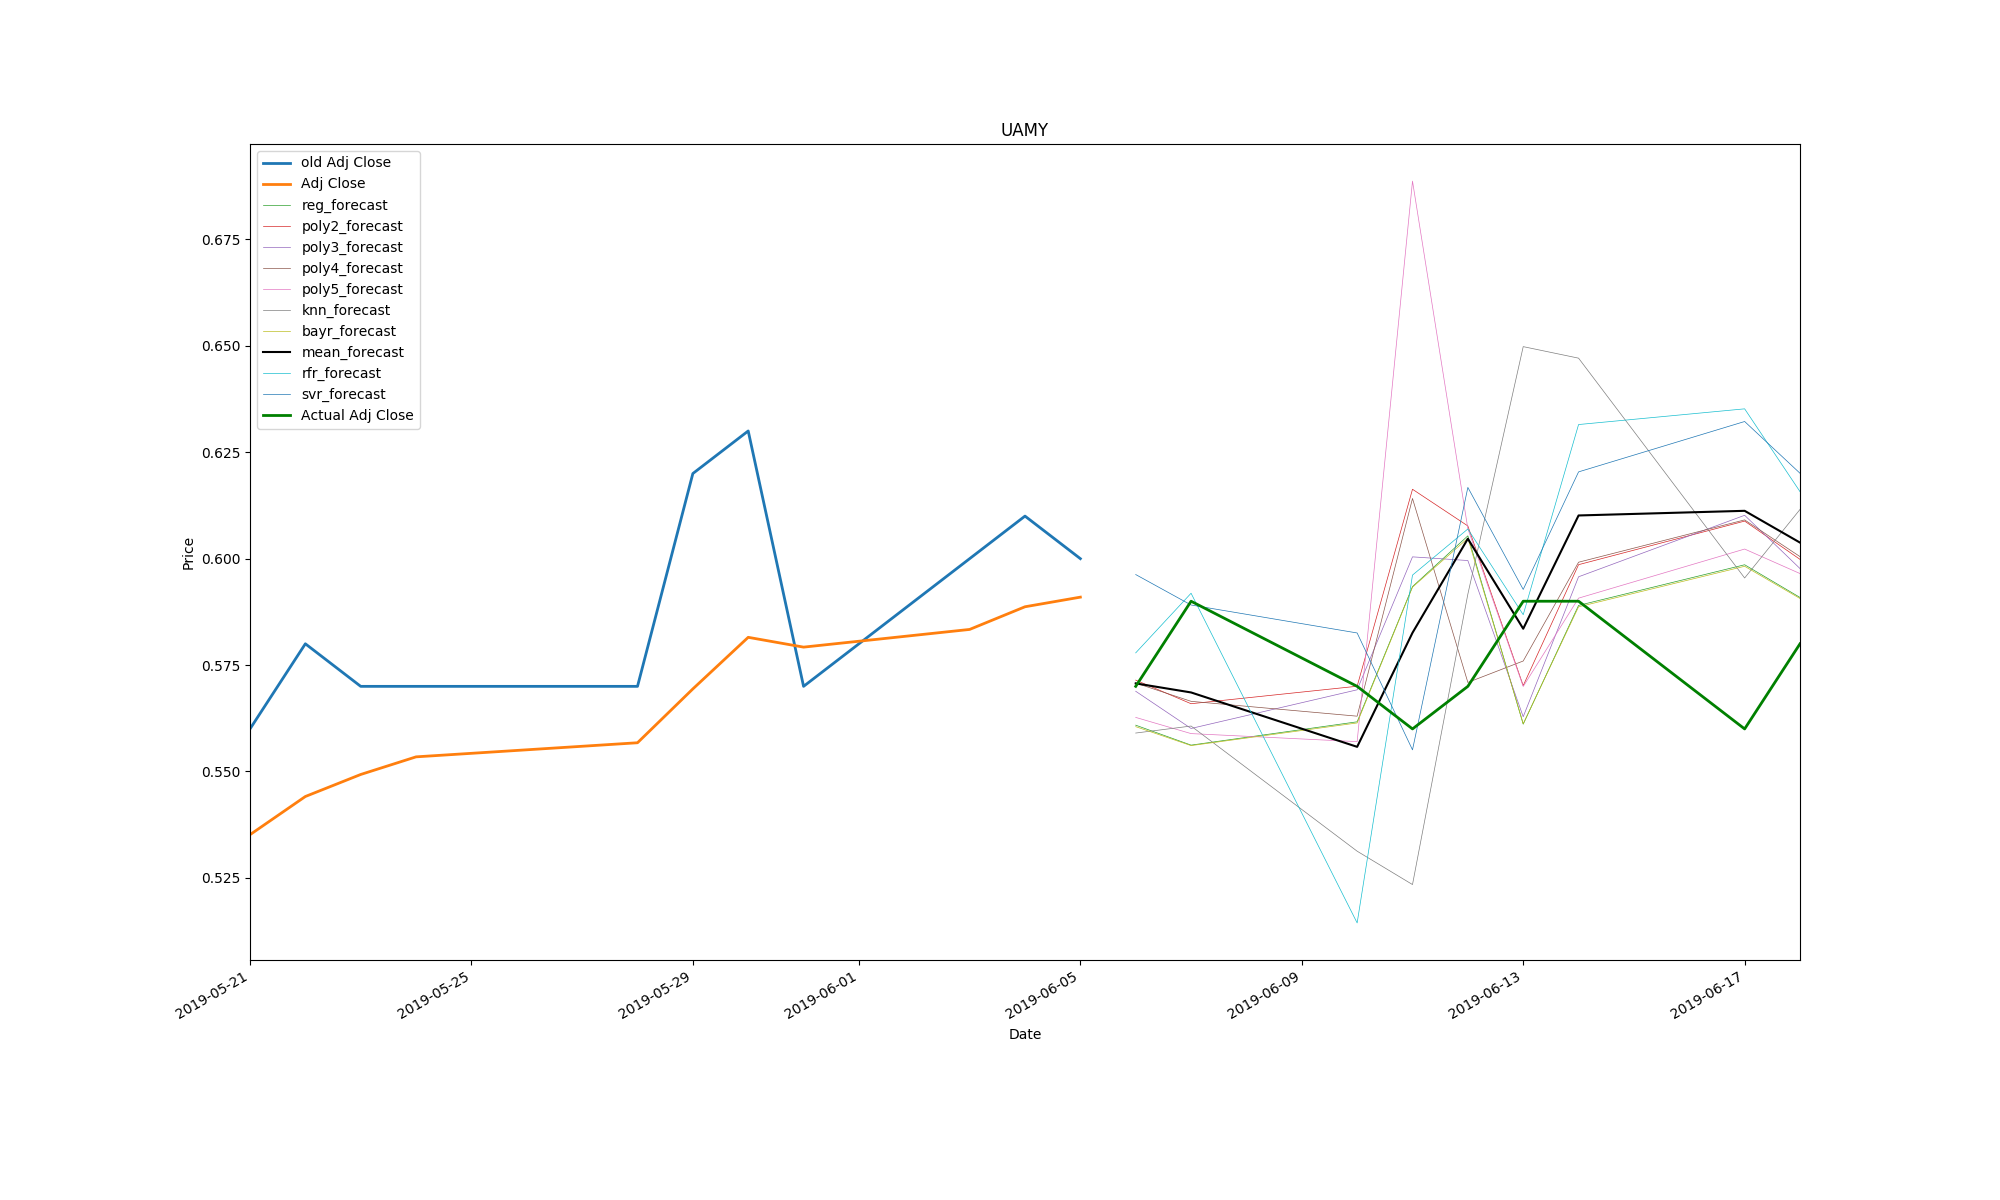 UAMY
old Adj Close
Adj Close
reg_forecast
poly2_forecast
poly3_forecast
poly4_forecast
poly5_forecast
knn_forecast
bayr_forecast
mean_forecast
rfr_forecast
svr_forecast
Actual Adj Close
0.675
0.650
0.625
0.600
0.575
0.550
0.525
Price
2019-05-21
2019-05-25
2019-05-29
2019-06-01
2019-06-05
2019-06-09
2019-06-13
2019-06-17
Date